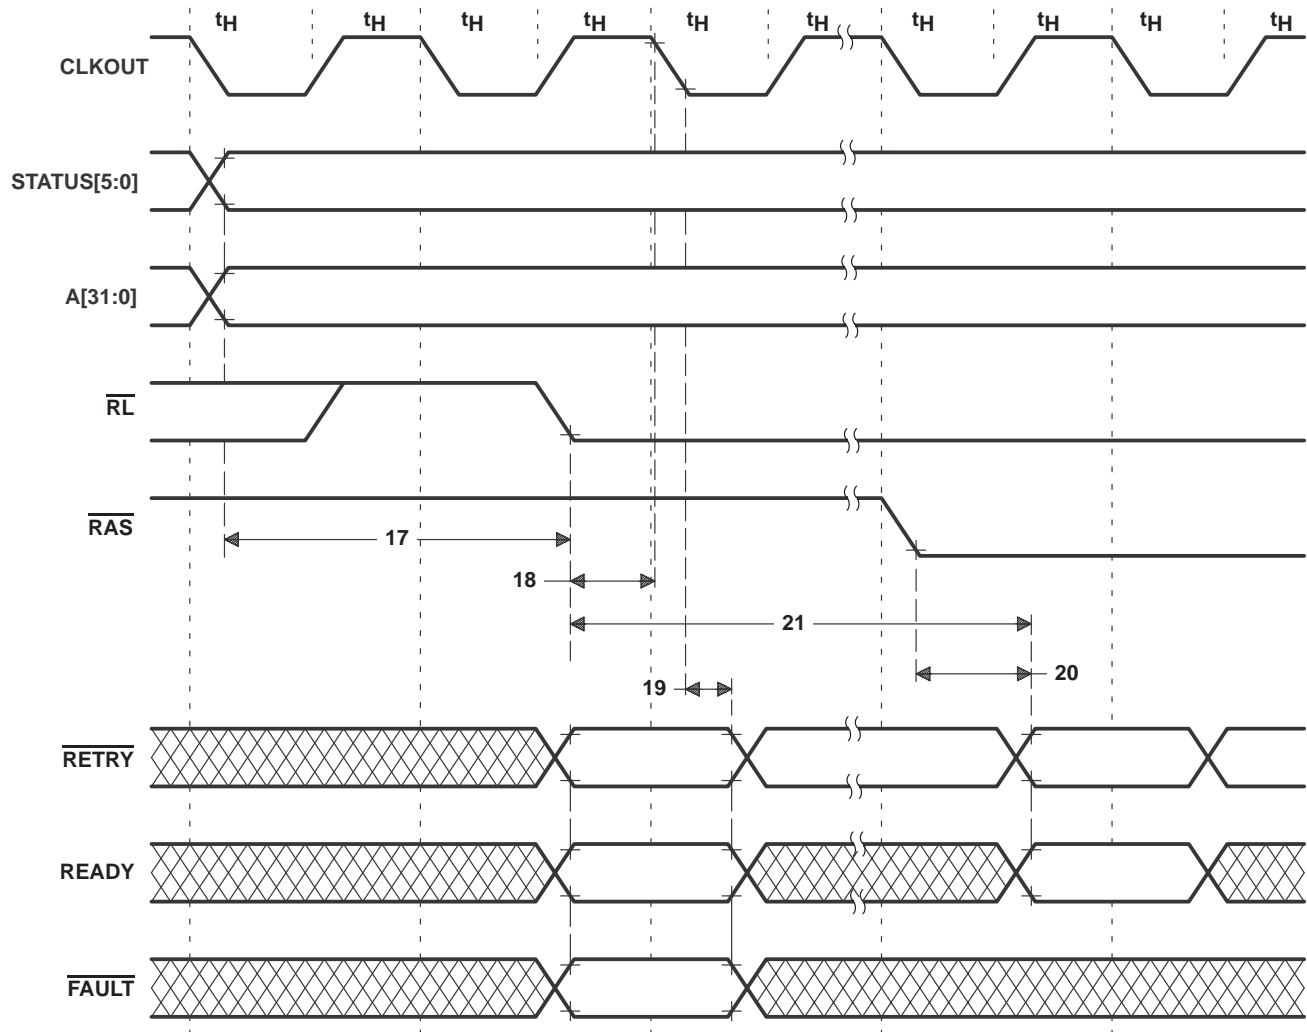 tH tH tH tH tH tH tH tH tH tH
CLKOUT
STATUS[5:0]
A[31:0]
RL
RAS
17
18
21
19
20
RETRY
READY
FAULT